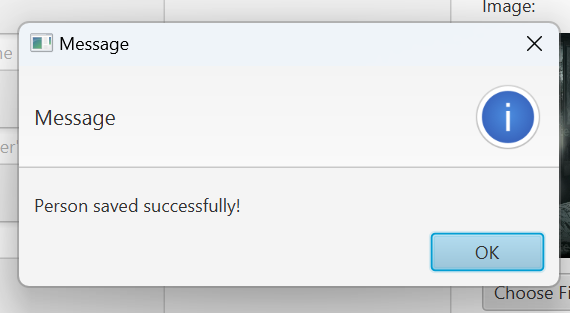 Image:
Message
Message
i
Person saved successfully!
OK
Choose Fi